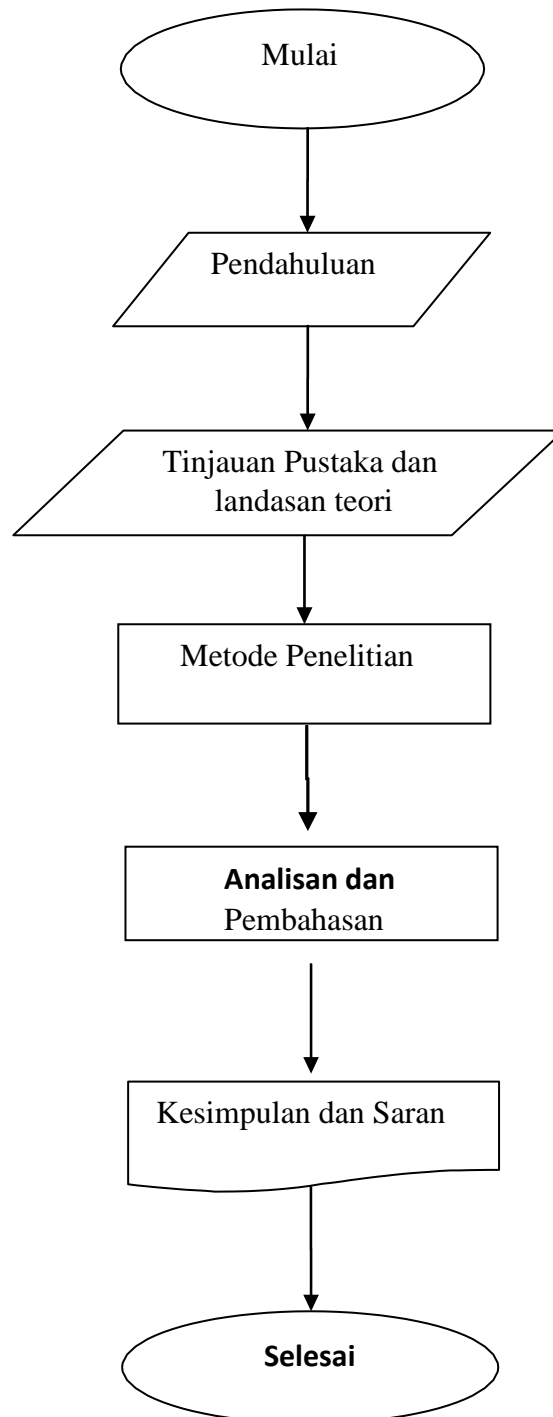 Mulai
Pendahuluan
Tinjauan Pustaka dan
landasan teori
Metode Penelitian
Analisan dan
Pembahasan
Kesimpulan dan Saran
Selesai